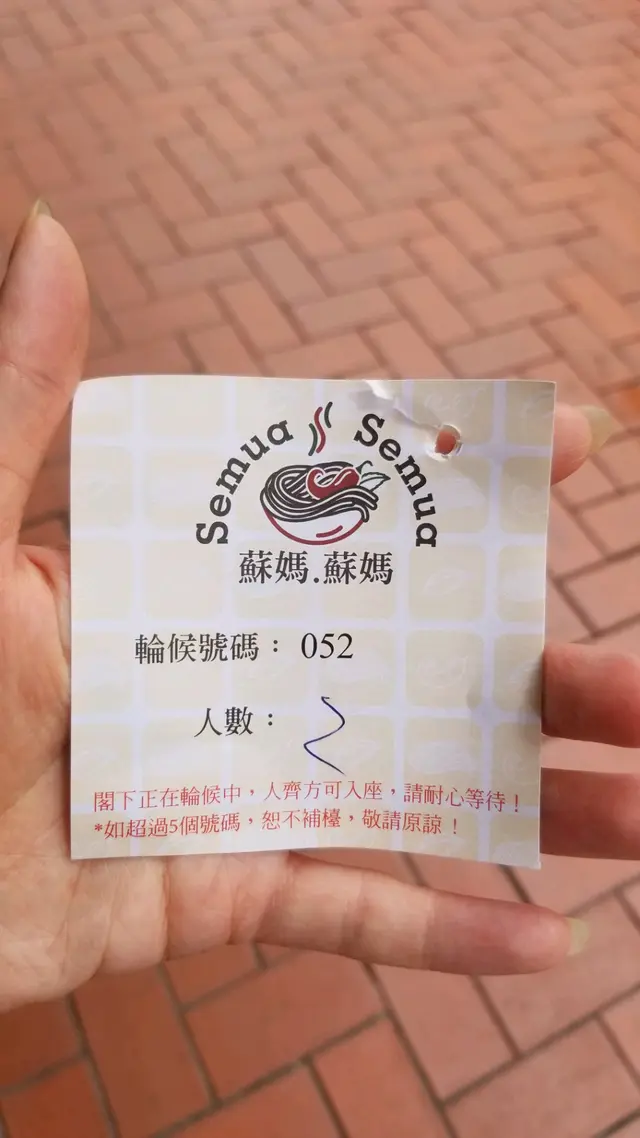 Semua Semua
蘇媽.蘇媽
輪候號碼： 052
人數： 2
閣下正在輪候中，人齊方可入座，請耐心等待！
*如超過5個號碼，恕不補檯，敬請原諒！